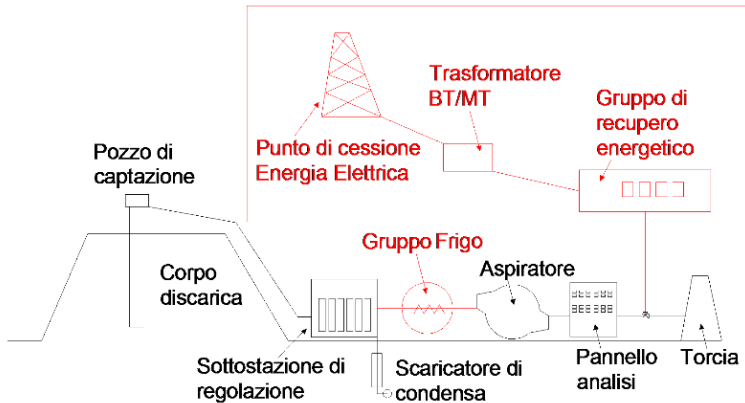 Trasformatore
BT/MT
Gruppo di
recupero
energetico
Punto di cessione
Energia Elettrica
Pozzo di
captazione
Gruppo Frigo
Aspiratore
Corpo
discarica
Sottostazione di
regolazione
Scaricatore di
condensa
Pannello
analisi
Torcia